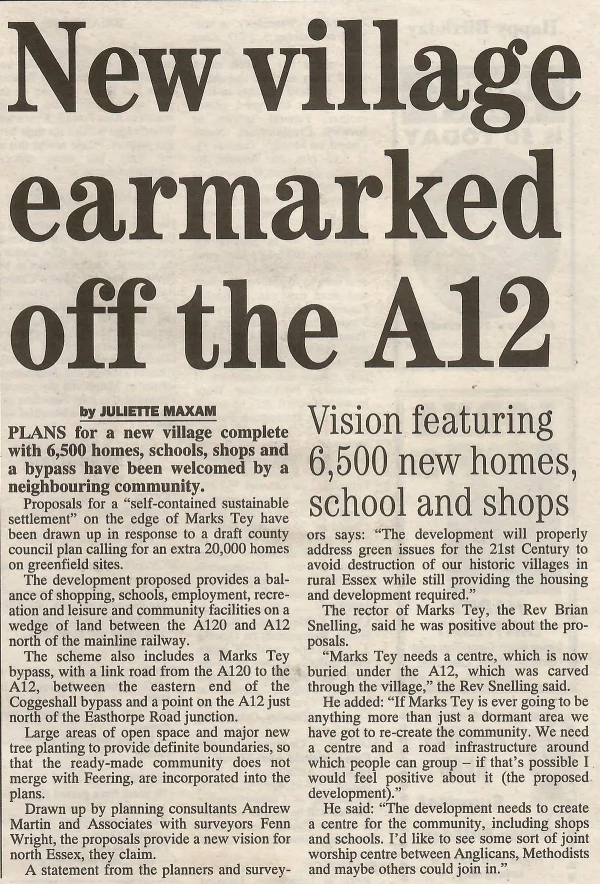 New village
earmarked
off the A12
by JULIETTE MAXAM
PLANS for a new village complete
with 6,500 homes, schools, shops and
a bypass have been welcomed by a
neighbouring community.
Proposals for a "self-contained sustainable
settlement" on the edge of Marks Tey have
been drawn up in response to a draft county
council plan calling for an extra 20,000 homes
on greenfield sites.
The development proposed provides a bal-
ance of shopping, schools, employment, recre-
ation and leisure and community facilities on a
wedge of land between the A120 and A12
north of the mainline railway.
The scheme also includes a Marks Tey
bypass, with a link road from the A120 to the
A12, between the eastern end of the
Coggeshall bypass and a point on the A12 just
north of the Easthorpe Road junction.
Large areas of open space and major new
tree planting to provide definite boundaries, so
that the ready-made community does not
merge with Feering, are incorporated into the
plans.
Drawn up by planning consultants Andrew
Martin and Associates with surveyors Fenn
Wright, the proposals provide a new vision for
north Essex, they claim.
A statement from the planners and survey-
Vision featuring
6,500 new homes,
school and shops
ors says: "The development will properly
address green issues for the 21st Century to
avoid destruction of our historic villages in
rural Essex while still providing the housing
and development required."
The rector of Marks Tey, the Rev Brian
Snelling, said he was positive about the pro-
posals.
"Marks Tey needs a centre, which is now
buried under the A12, which was carved
through the village," the Rev Snelling said.
He added: "If Marks Tey is ever going to be
anything more than just a dormant area we
have got to re-create the community. We need
a centre and a road infrastructure around
which people can group – if that's possible I
would feel positive about it (the proposed
development)."
He said: "The development needs to create
a centre for the community, including shops
and schools. I'd like to see some sort of joint
worship centre between Anglicans, Methodists
and maybe others could join in."